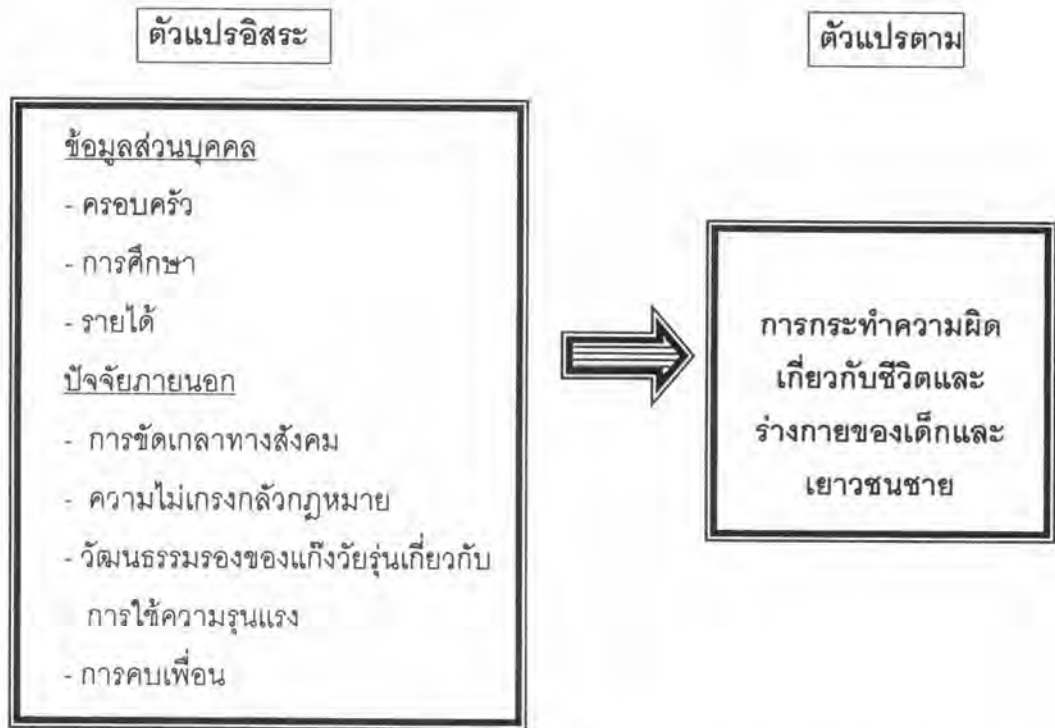 ตัวแปรอิสระ
ตัวแปรตาม
ข้อมูลส่วนบุคคล
- ครอบครัว
- การศึกษา
- รายได้
ปัจจัยภายนอก
- การขัดเกลาทางสังคม
- ความไม่เกรงกลัวกฎหมาย
- วัฒนธรรมรองของแก๊งวัยรุ่นเกี่ยวกับ
การใช้ความรุนแรง
- การคบเพื่อน
การกระทำความผิด
เกี่ยวกับชีวิตและ
ร่างกายของเด็กและ
เยาวชนชาย